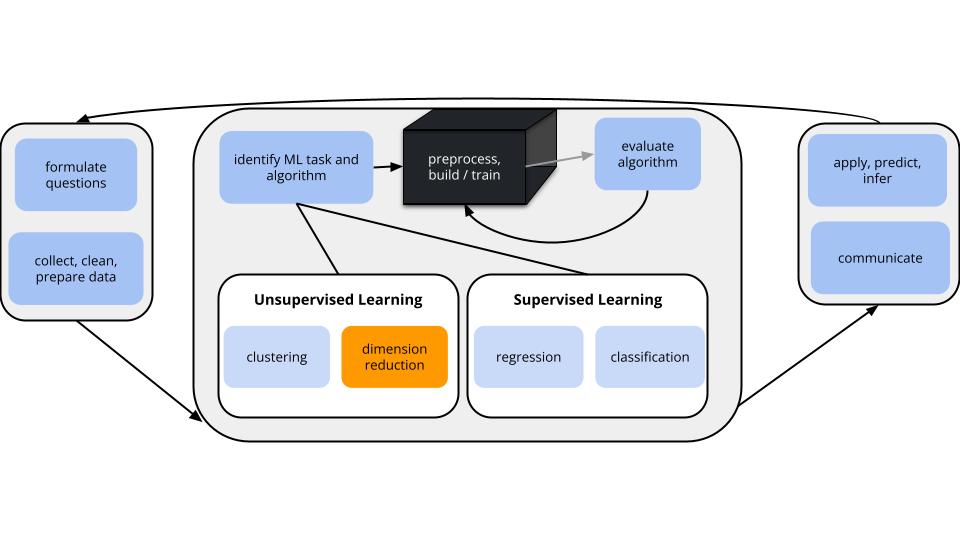 formulate
questions
collect, clean,
prepare data
identify ML task and
algorithm
preprocess,
build / train
evaluate
algorithm
Unsupervised Learning
clustering
dimension
reduction
Supervised Learning
regression
classification
apply, predict,
infer
communicate